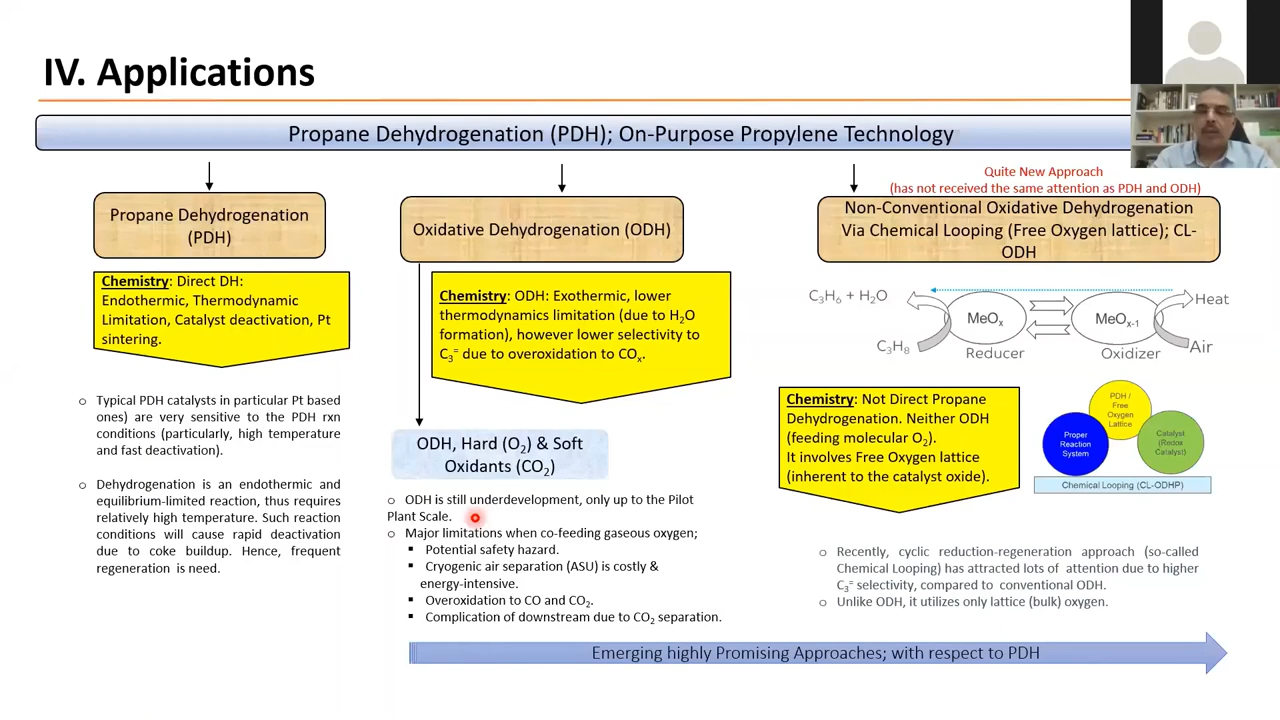 IV. Applications
Propane Dehydrogenation (PDH); On-Purpose Propylene Technology
Propane Dehydrogenation
(PDH)
Chemistry: Direct DH:
Endothermic, Thermodynamic
Limitation, Catalyst deactivation, Pt
sintering.
o Typical PDH catalysts in particular Pt based
ones) are very sensitive to the PDH rxn
conditions (particularly, high temperature
and fast deactivation).
o Dehydrogenation is an endothermic and
equilibrium-limited reaction, thus requires
relatively high temperature. Such reaction
conditions will cause rapid deactivation
due to coke buildup. Hence, frequent
regeneration is need.
Oxidative Dehydrogenation (ODH)
Chemistry: ODH: Exothermic, lower
thermodynamics limitation (due to H₂O
formation), however lower selectivity to
C₃⁼ due to overoxidation to COₓ.
ODH, Hard (O₂) & Soft
Oxidants (CO₂)
o ODH is still underdevelopment, only up to the Pilot
Plant Scale.
o Major limitations when co-feeding gaseous oxygen;
▪ Potential safety hazard.
▪ Cryogenic air separation (ASU) is costly &
energy-intensive.
▪ Overoxidation to CO and CO₂.
▪ Complication of downstream due to CO₂ separation.
Quite New Approach
(has not received the same attention as PDH and ODH)
Non-Conventional Oxidative Dehydrogenation
Via Chemical Looping (Free Oxygen lattice); CL-
ODH
C₃H₆ + H₂O
Heat
MeOₓ
MeOₓ₋₁
C₃H₈
Air
Reducer
Oxidizer
Chemistry: Not Direct Propane
Dehydrogenation. Neither ODH
(feeding molecular O₂).
It involves Free Oxygen lattice
(inherent to the catalyst oxide).
PDH /
Free
Oxygen
Lattice
Proper
Reaction
System
Catalyst
(Redox
Catalyst)
Chemical Looping (CL-ODHP)
o Recently, cyclic reduction-regeneration approach (so-called
Chemical Looping) has attracted lots of attention due to higher
C₃⁼ selectivity, compared to conventional ODH.
o Unlike ODH, it utilizes only lattice (bulk) oxygen.
Emerging highly Promising Approaches; with respect to PDH